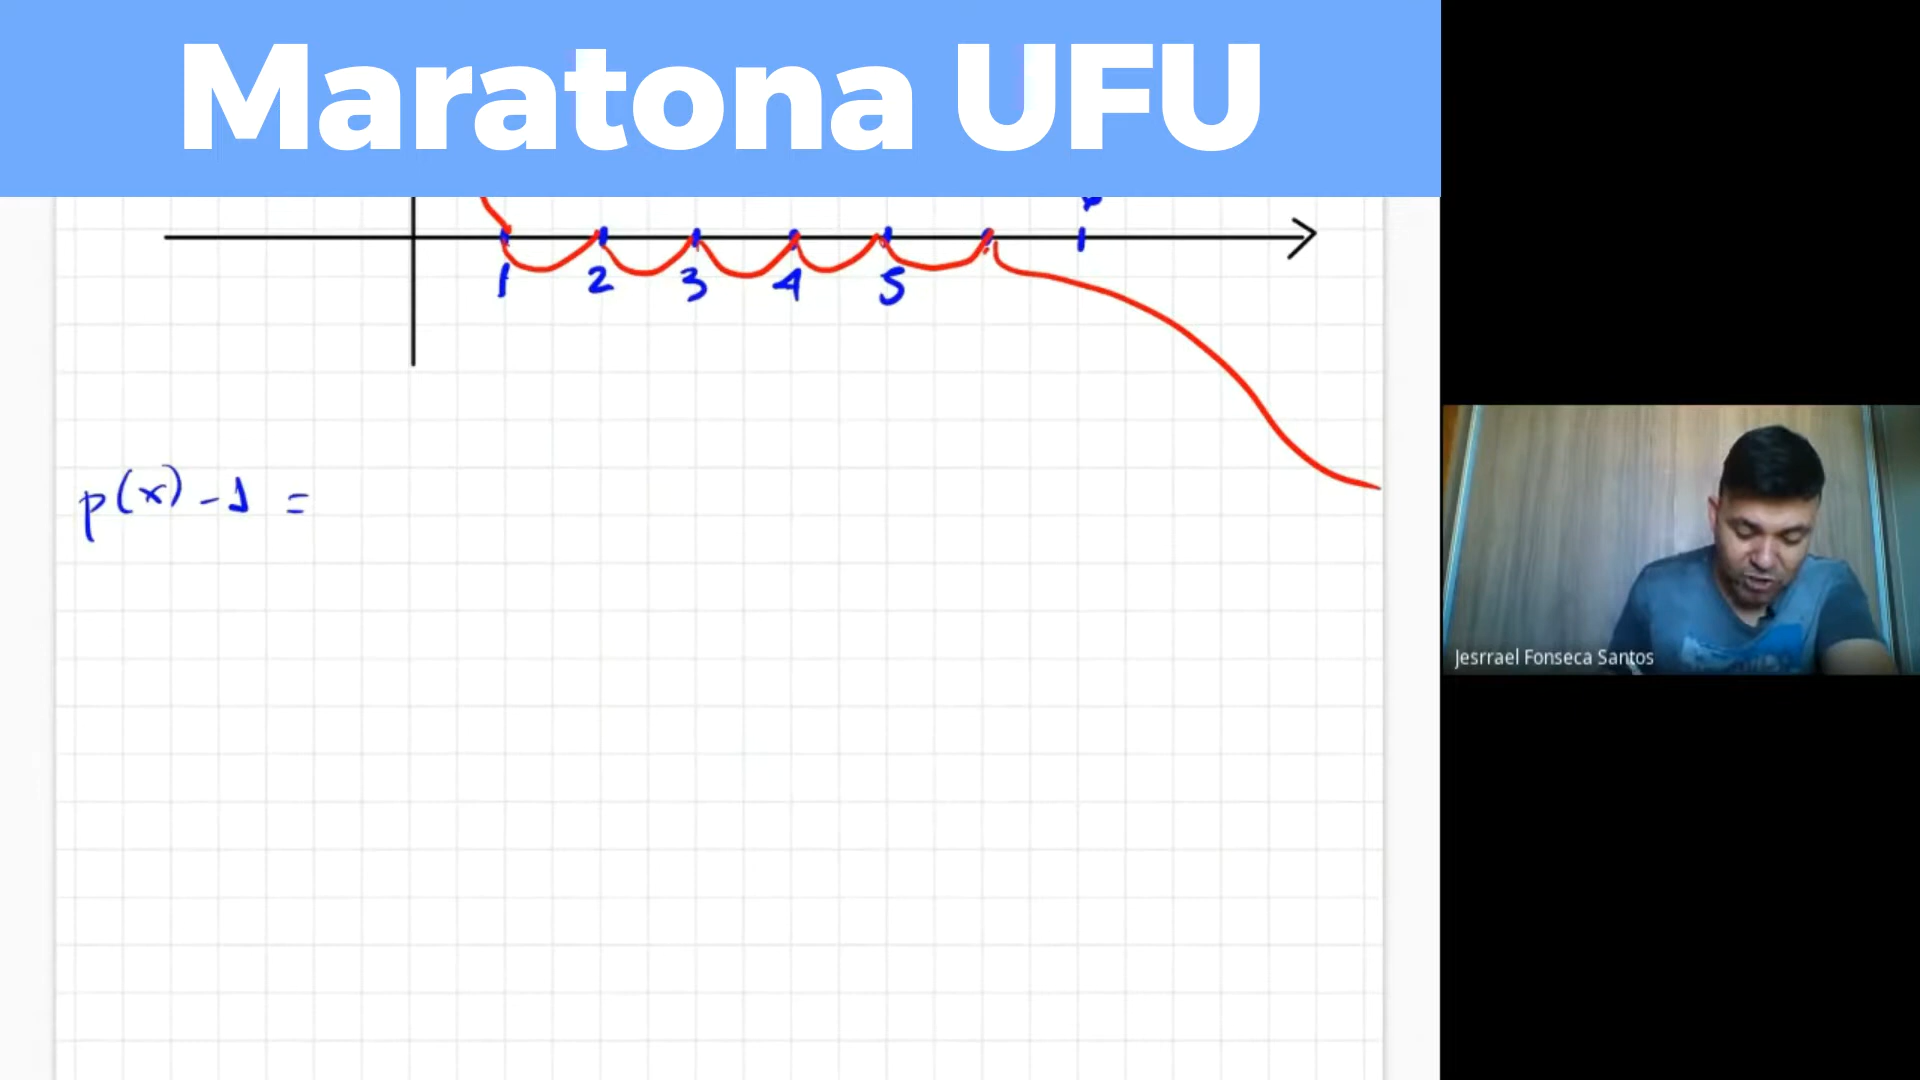 Maratona UFU
1 2 3 4 5
p(x) - 1 =
Jesrrael Fonseca Santos